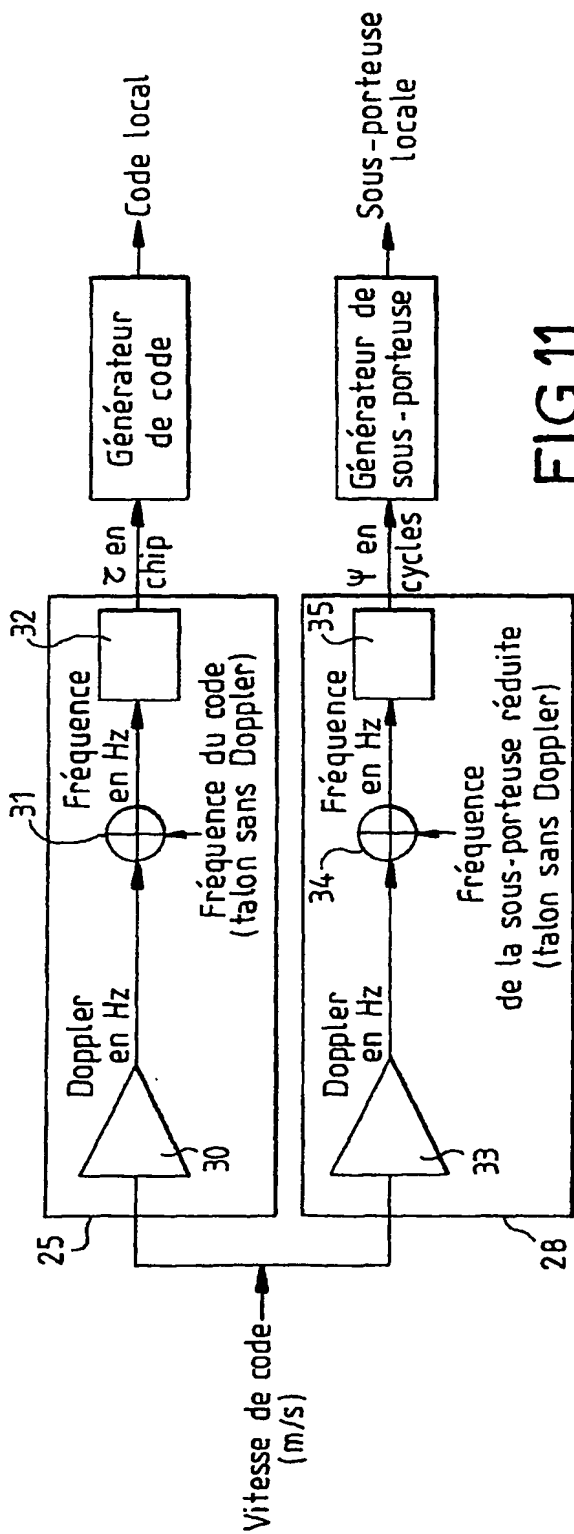 Vitesse de code
(m/s)
25
30
Doppler
en Hz
31
Fréquence
en Hz
Fréquence du code
(talon sans Doppler)
32
τ en
chip
Générateur
de code
Code local
28
33
Doppler
en Hz
34
Fréquence
en Hz
Fréquence
de la sous-porteuse réduite
(talon sans Doppler)
35
Ψ en
cycles
Générateur de
sous-porteuse
Sous-porteuse
locale
FIG.11